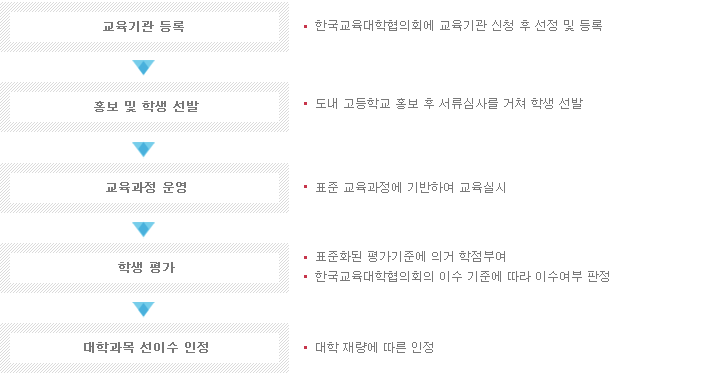 교육기관 등록
• 한국교육대학협의회에 교육기관 신청 후 선정 및 등록
홍보 및 학생 선발
• 도내 고등학교 홍보 후 서류심사를 거쳐 학생 선발
교육과정 운영
• 표준 교육과정에 기반하여 교육실시
학생 평가
• 표준화된 평가기준에 의거 학점부여
• 한국교육대학협의회의 이수 기준에 따라 이수여부 판정
대학과목 선이수 인정
• 대학 재량에 따른 인정